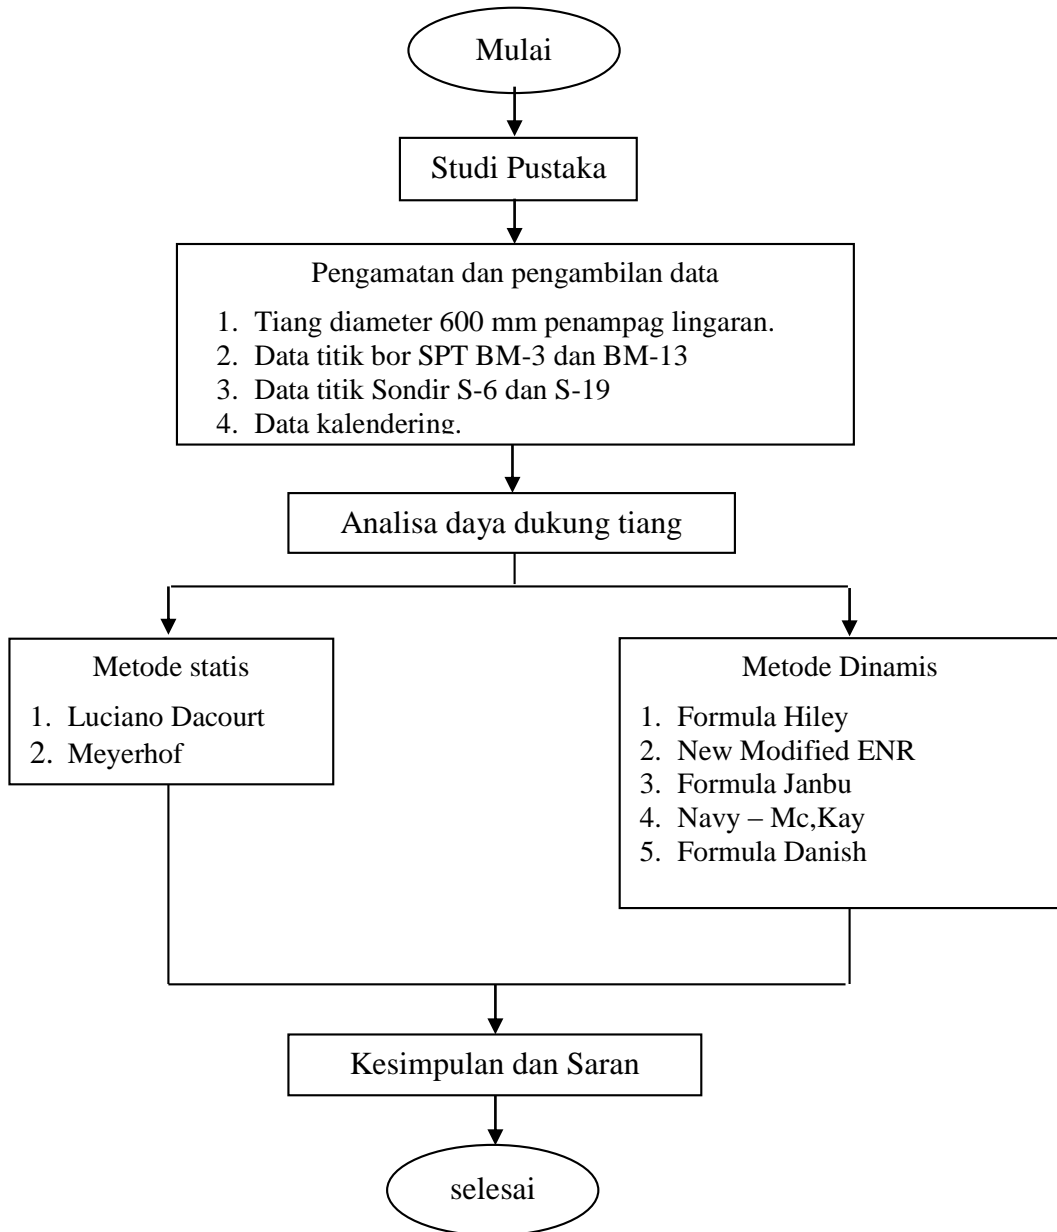 Mulai
Studi Pustaka
Pengamatan dan pengambilan data
1. Tiang diameter 600 mm penampag lingaran.
2. Data titik bor SPT BM-3 dan BM-13
3. Data titik Sondir S-6 dan S-19
4. Data kalendering.
Analisa daya dukung tiang
Metode statis
1. Luciano Dacourt
2. Meyerhof
Metode Dinamis
1. Formula Hiley
2. New Modified ENR
3. Formula Janbu
4. Navy – Mc,Kay
5. Formula Danish
Kesimpulan dan Saran
selesai